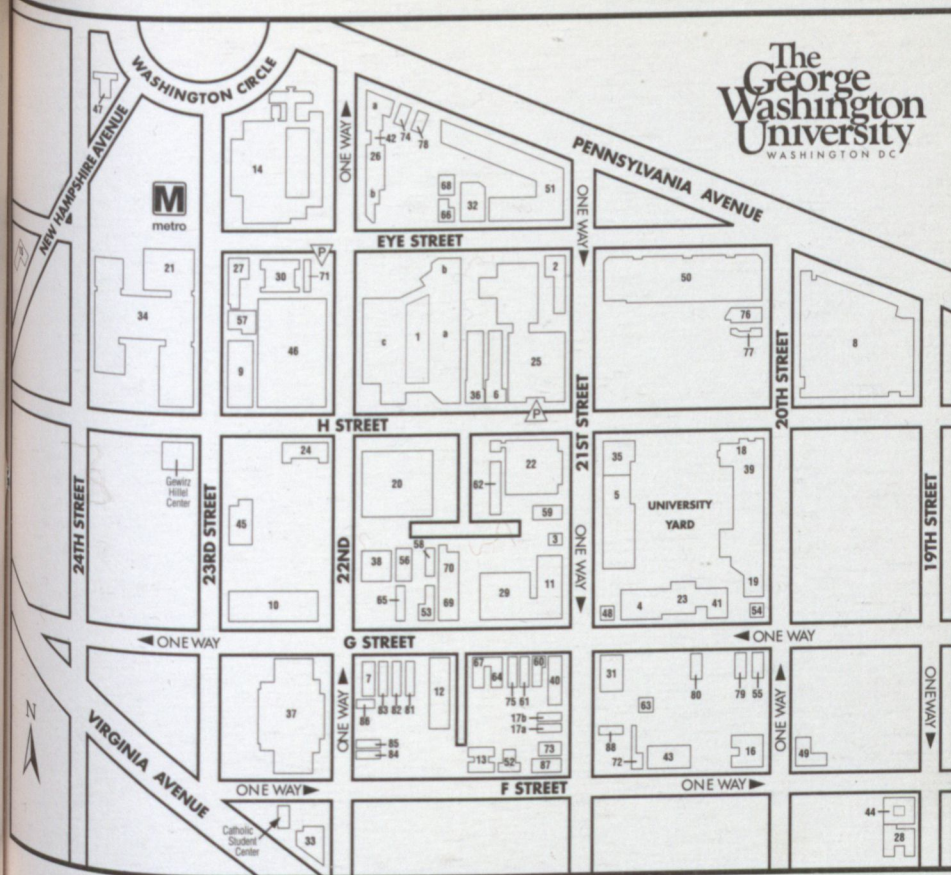 The
George
Washington
University
WASHINGTON DC
WASHINGTON CIRCLE
NEW HAMPSHIRE AVENUE
PENNSYLVANIA AVENUE
47
14
ONE WAY
a
42
74
78
26
b
68
66
32
51
ONE WAY
M
metro
EYE STREET
P
21
34
27
30
71
57
9
46
b
c
1
a
2
25
36
6
P
50
76
77
8
20TH STREET
21ST STREET
H STREET
24TH STREET
Gewirz
Hillel
Center
23RD STREET
24
45
10
22ND
20
62
22
59
3
58
38
56
70
65
53
69
29
11
ONE WAY
35
5
UNIVERSITY
YARD
18
39
19
48
4
23
41
54
19TH STREET
ONE WAY
G STREET
ONE WAY
N
VIRGINIA AVENUE
37
ONE WAY
7
83
82
81
86
85
84
12
67
64
75
61
60
40
17b
17a
13
52
73
87
31
63
80
79
55
88
72
43
16
ONE WAY
49
ONEWAY
ONE WAY
F STREET
ONE WAY
Catholic
Student
Center
33
44
28